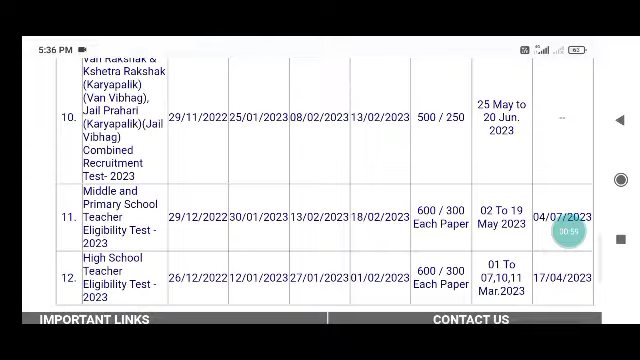 5:36 PM
62
10.
Van Rakshak &
Kshetra Rakshak
(Karyapalik)
(Van Vibhag),
Jail Prahari
(Karyapalik)(Jail
Vibhag)
Combined
Recruitment
Test- 2023
29/11/2022
25/01/2023
08/02/2023
13/02/2023
500 / 250
25 May to
20 Jun.
2023
--
11.
Middle and
Primary School
Teacher
Eligibility Test -
2023
29/12/2022
30/01/2023
13/02/2023
18/02/2023
600 / 300
Each Paper
02 To 19
May 2023
04/07/2023
00:59
12.
High School
Teacher
Eligibility Test -
2023
26/12/2022
12/01/2023
27/01/2023
01/02/2023
600 / 300
Each Paper
01 To
07,10,11
Mar.2023
17/04/2023
IMPORTANT LINKS
CONTACT US